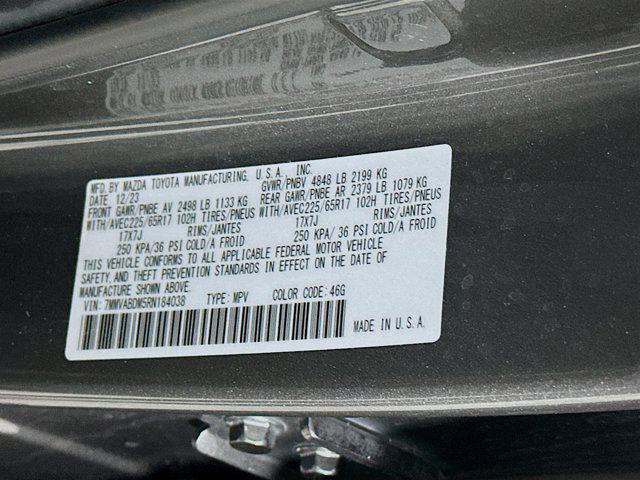 MFD. BY MAZDA TOYOTA MANUFACTURING, U.S.A., INC.
DATE 12/23 GVWR/PNBV 4848 LB 2199 KG
FRONT GAWR/PNBE AV 2498 LB 1133 KG REAR GAWR/PNBE AR 2379 LB 1079 KG
WITH/AVEC225/65R17 102H TIRES/PNEUS WITH/AVEC225/65R17 102H TIRES/PNEUS
17X7J RIMS/JANTES 17X7J RIMS/JANTES
250 KPA/36 PSI COLD/A FROID 250 KPA/ 36 PSI COLD/A FROID
THIS VEHICLE CONFORMS TO ALL APPLICABLE FEDERAL MOTOR VEHICLE
SAFETY, AND THEFT PREVENTION STANDARDS IN EFFECT ON THE DATE OF
MANUFACTURE SHOWN ABOVE.
VIN: 7MMVABDM5RN184038 TYPE: MPV COLOR CODE: 46G
MADE IN U.S.A.